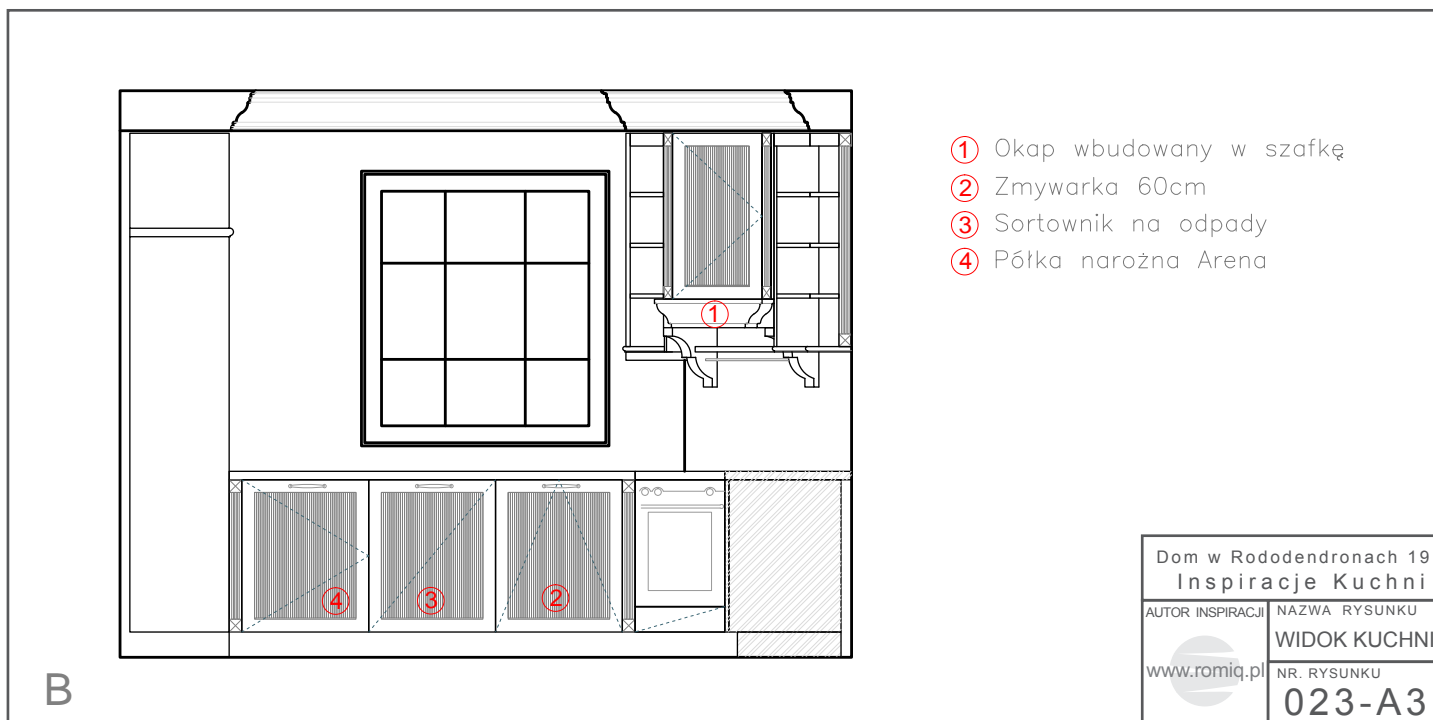 1 Okap wbudowany w szafkę
2 Zmywarka 60cm
3 Sortownik na odpady
4 Półka narożna Arena
1
4
3
2
B
Dom w Rododendronach 19
Inspiracje Kuchni
AUTOR INSPIRACJI
www.romiq.pl
NAZWA RYSUNKU
WIDOK KUCHNI
NR. RYSUNKU
023-A3